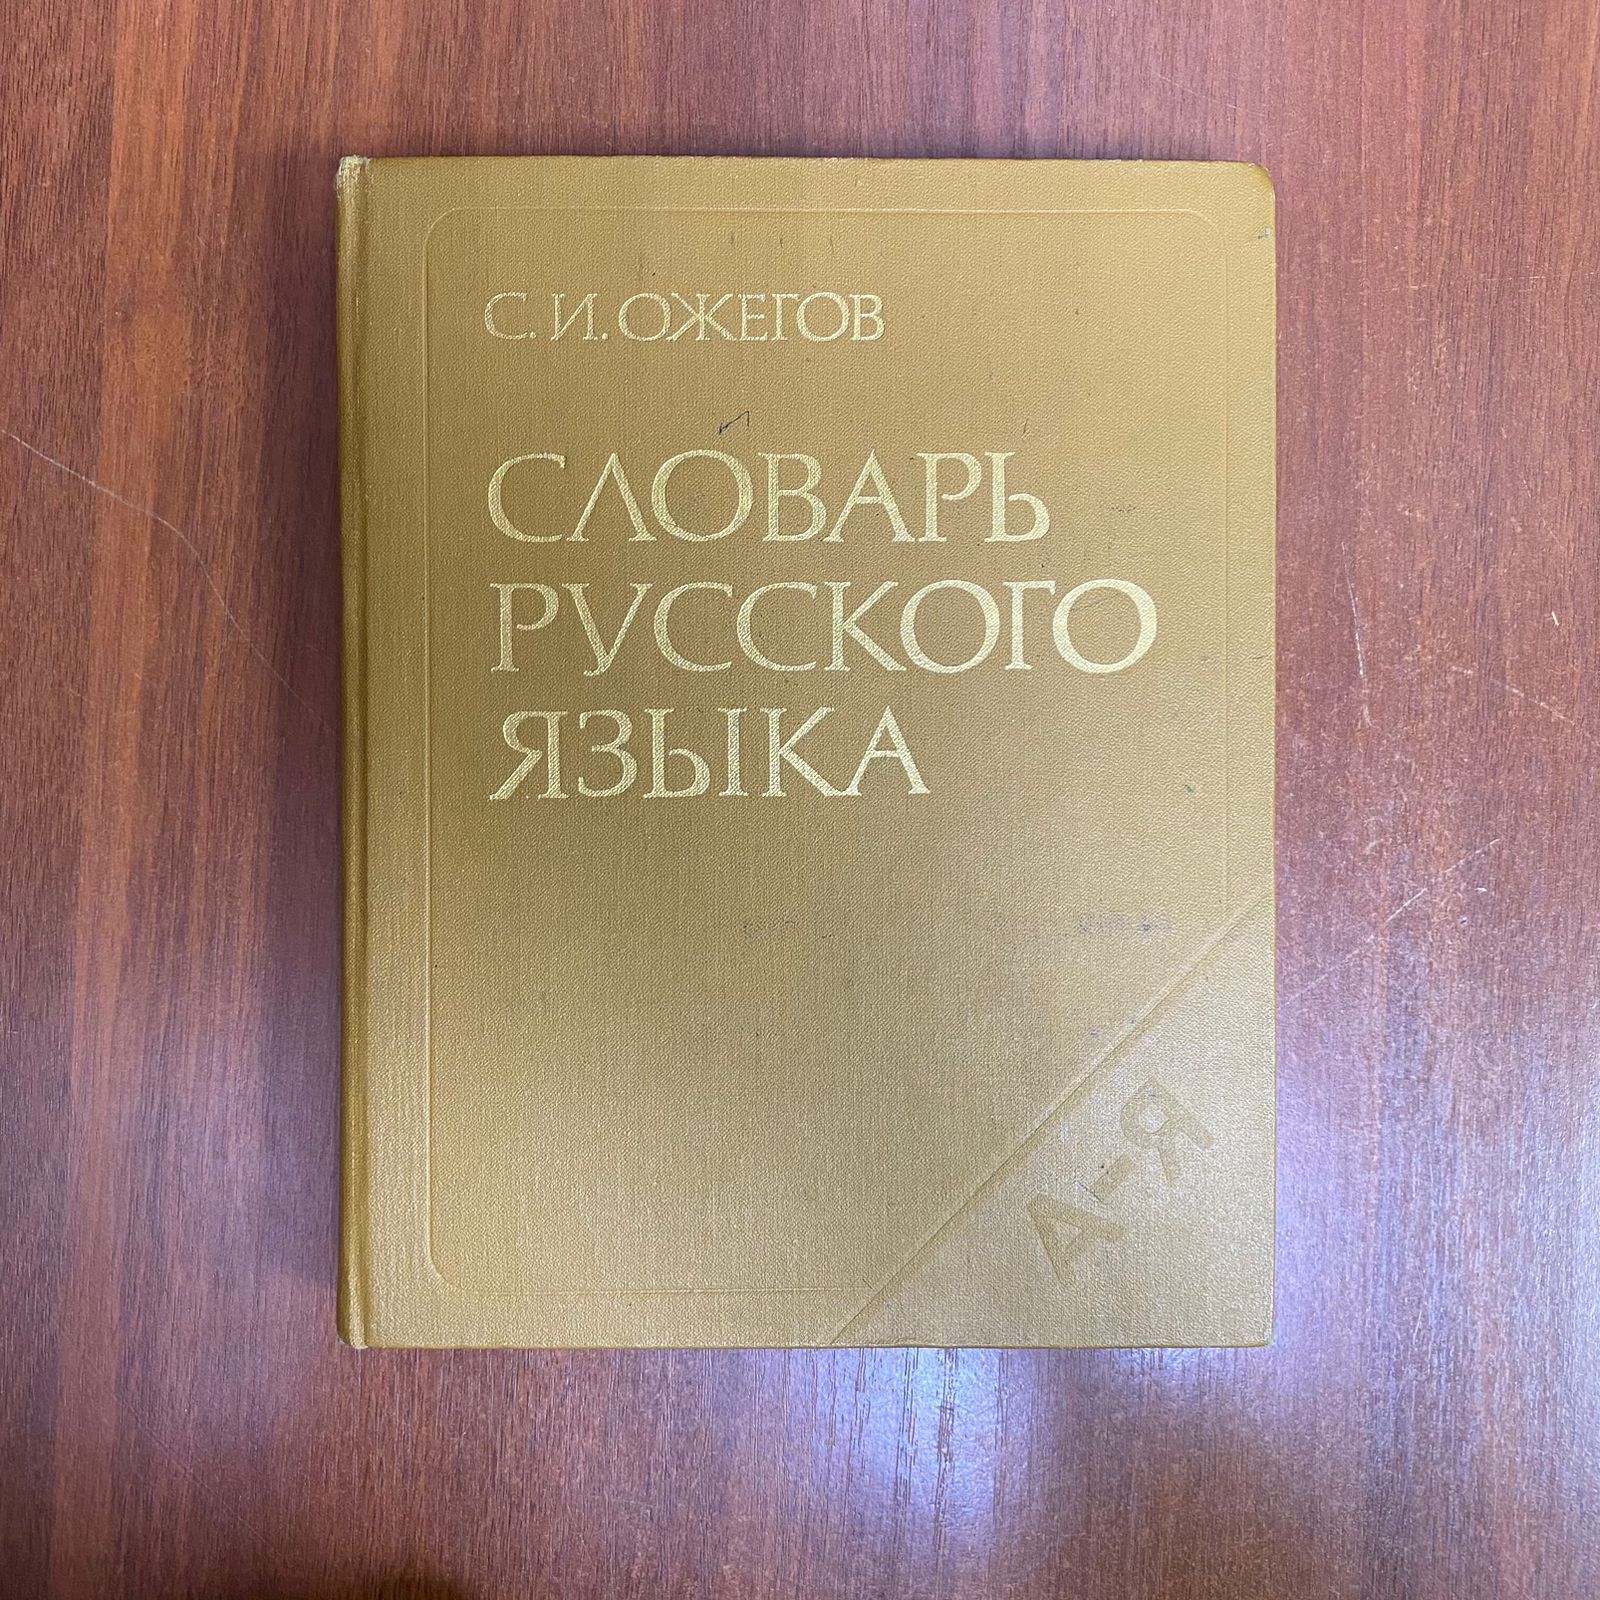 С. И. ОЖЕГОВ
СЛОВАРЬ
РУССКОГО
ЯЗЫКА
А-Я